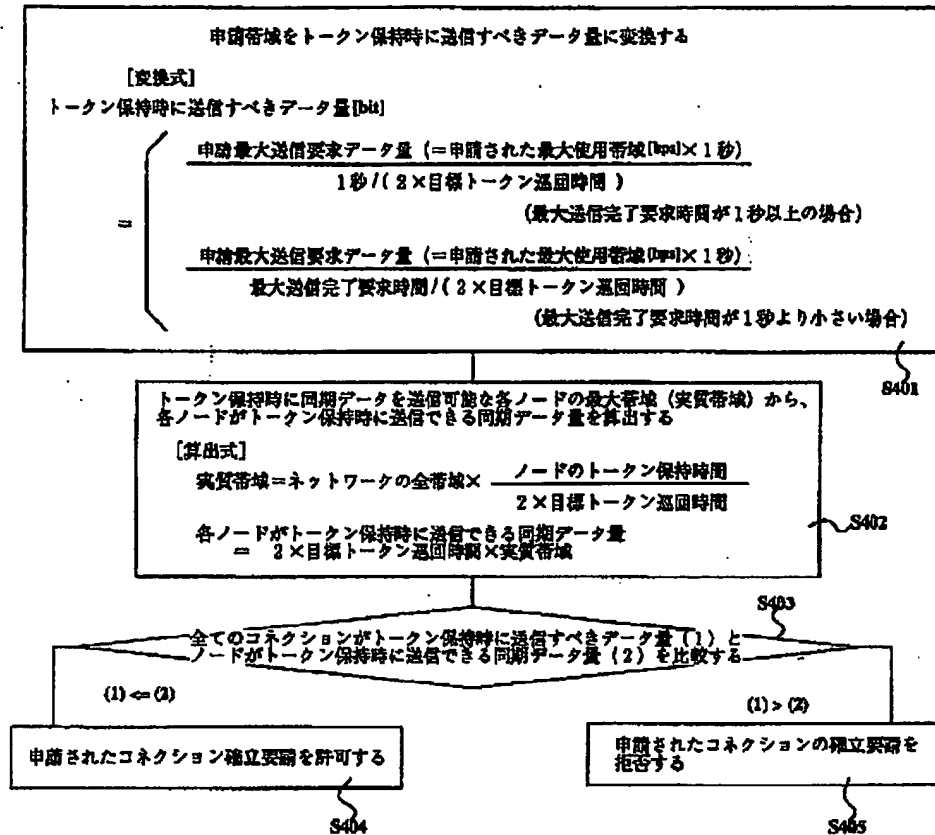 申請帯域をトークン保持時に送信すべきデータ量に変換する
[変換式]
トークン保持時に送信すべきデータ量[bit]
申請最大送信要求データ量（＝申請された最大使用帯域[bps]×1秒）
1秒/(2×目標トークン巡回時間)
(最大送信完了要求時間が1秒以上の場合)
＝
申請最大送信要求データ量（＝申請された最大使用帯域[bps]×1秒）
最大送信完了要求時間/(2×目標トークン巡回時間)
(最大送信完了要求時間が1秒より小さい場合)
S401
トークン保持時に同期データを送信可能な各ノードの最大帯域（実質帯域）から、
各ノードがトークン保持時に送信できる同期データ量を算出する
[算出式]
実質帯域＝ネットワークの全帯域×
ノードのトークン保持時間
2×目標トークン巡回時間
各ノードがトークン保持時に送信できる同期データ量
＝ 2×目標トークン巡回時間×実質帯域
S402
S403
全てのコネクションがトークン保持時に送信すべきデータ量（1）と
ノードがトークン保持時に送信できる同期データ量（2）を比較する
(1) <= (2)
(1) > (2)
申請されたコネクション確立要請を許可する
申請されたコネクションの確立要請を
拒否する
S404
S405